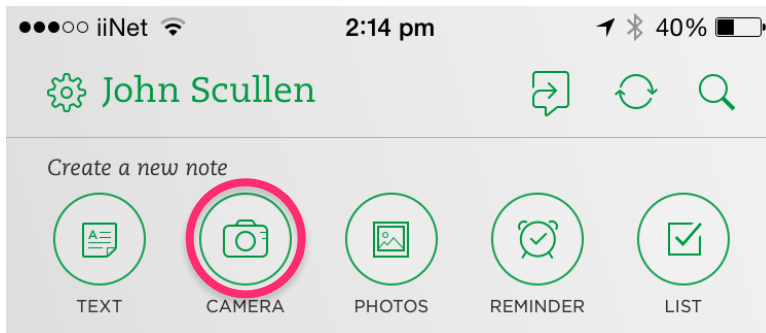 iiNet 2:14 pm 40%
John Scullen
Create a new note
A
TEXT CAMERA PHOTOS REMINDER LIST